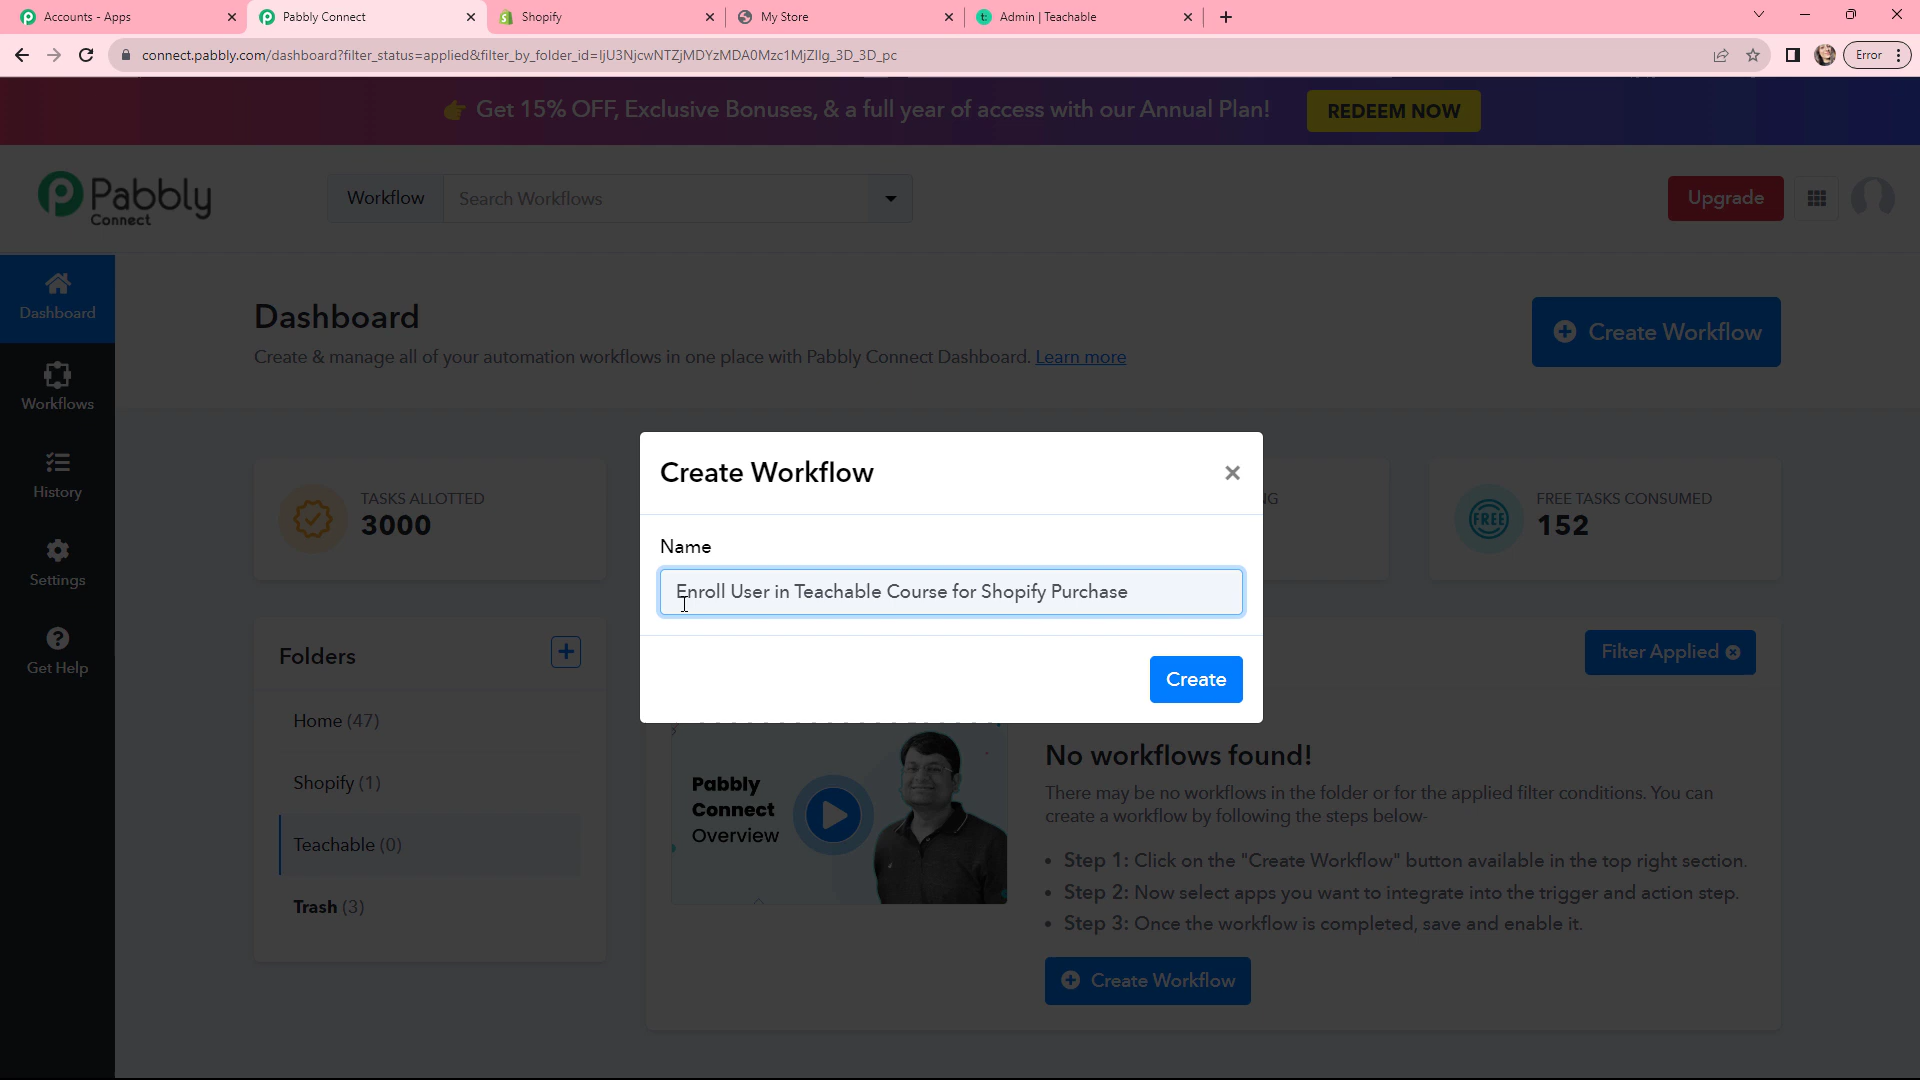 Accounts - Apps
Pabbly Connect
Shopify
My Store
Admin | Teachable
connect.pabbly.com/dashboard?filter_status=applied&filter_by_folder_id=IjU3NjcwNTZjMDYzMDA0Mzc1MjZIIg_3D_3D_pc
Error
👉 Get 15% OFF, Exclusive Bonuses, & a full year of access with our Annual Plan!
REDEEM NOW
Pabbly
Connect
Workflow
Search Workflows
Upgrade
Dashboard
Workflows
History
Settings
Get Help
Dashboard
Create & manage all of your automation workflows in one place with Pabbly Connect Dashboard. Learn more
Create Workflow
TASKS ALLOTTED
3000
NG
FREE
FREE TASKS CONSUMED
152
Create Workflow
Name
Enroll User in Teachable Course for Shopify Purchase
Create
Folders
Home (47)
Shopify (1)
Teachable (0)
Trash (3)
Filter Applied
Pabbly
Connect
Overview
No workflows found!
There may be no workflows in the folder or for the applied filter conditions. You can
create a workflow by following the steps below-
• Step 1: Click on the "Create Workflow" button available in the top right section.
• Step 2: Now select apps you want to integrate into the trigger and action step.
• Step 3: Once the workflow is completed, save and enable it.
Create Workflow